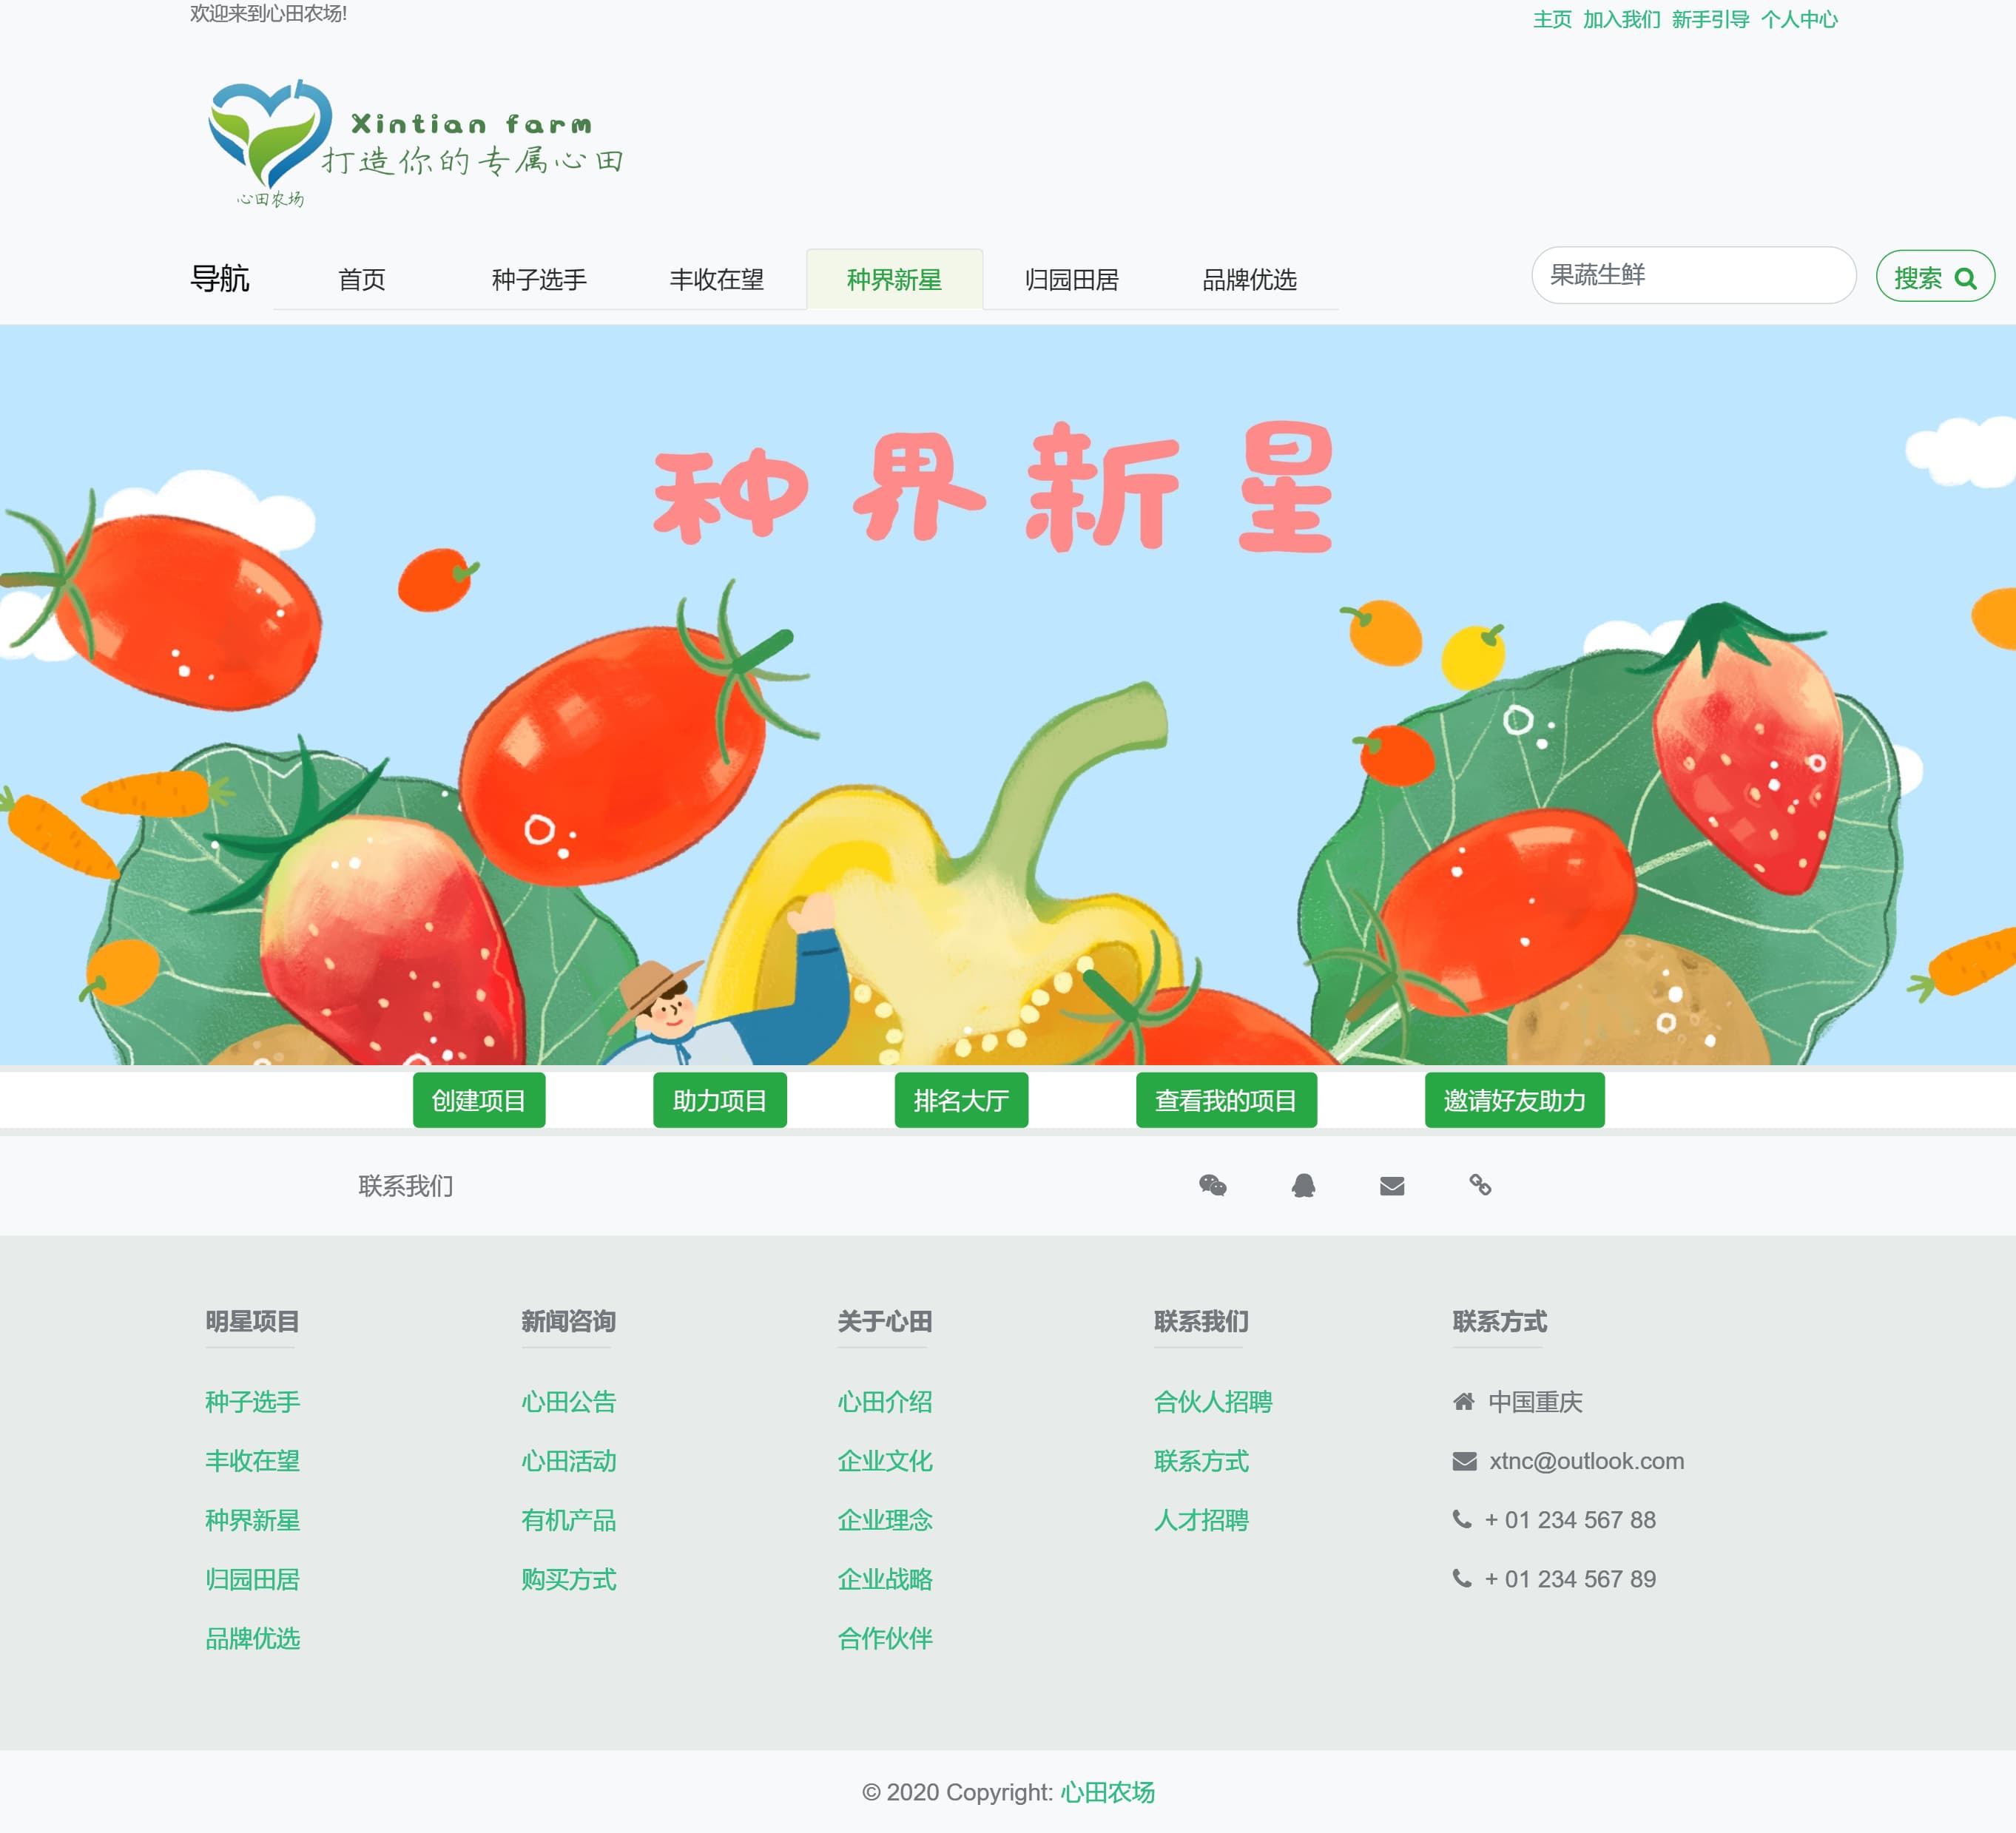 欢迎来到心田农场!
主页 加入我们 新手引导 个人中心
Xintian farm
打造你的专属心田
心田农场
导航 首页 种子选手 丰收在望 种界新星 归园田居 品牌优选 果蔬生鲜 搜索
种界新星
创建项目 助力项目 排名大厅 查看我的项目 邀请好友助力
联系我们
明星项目
种子选手
丰收在望
种界新星
归园田居
品牌优选
新闻咨询
心田公告
心田活动
有机产品
购买方式
关于心田
心田介绍
企业文化
企业理念
企业战略
合作伙伴
联系我们
合伙人招聘
联系方式
人才招聘
联系方式
中国重庆
xtnc@outlook.com
+ 01 234 567 88
+ 01 234 567 89
© 2020 Copyright: 心田农场